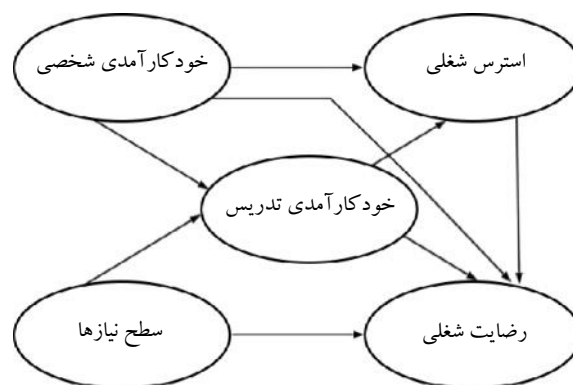 خودکارآمدی شخصی
استرس شغلی
خودکارآمدی تدریس
سطح نیازها
رضایت شغلی